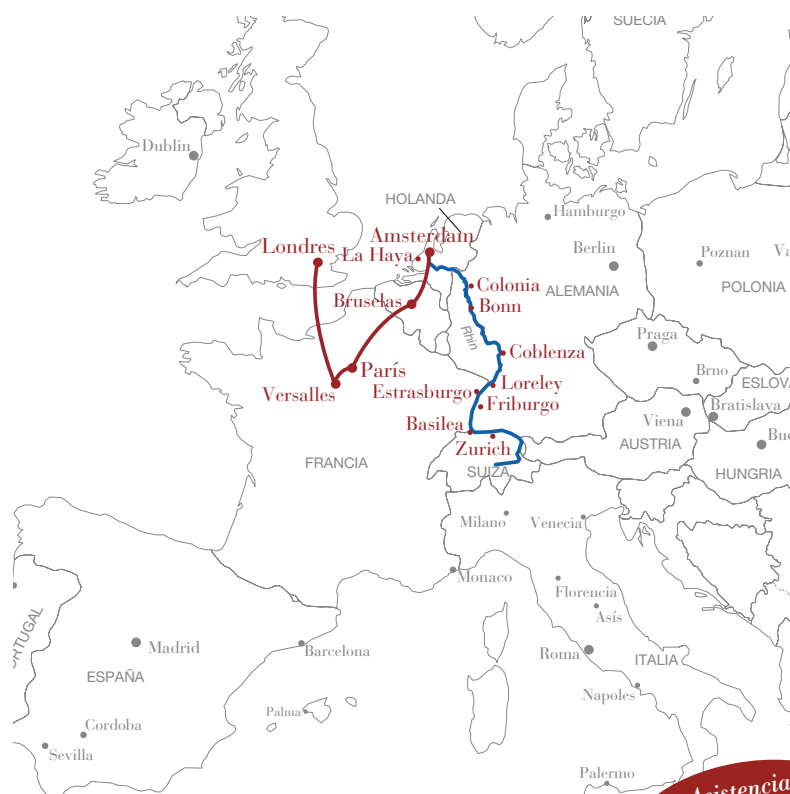 SUECIA
Dublin
HOLANDA
Hamburgo
Amsterdam
Londres
La Haya
Berlin
Poznan
Colonia
ALEMANIA
POLONIA
Bruselas
Bonn
Rhin
Praga
Coblenza
París
Brno
Versalles
Loreley
ESLOVA
Estrasburgo
Friburgo
Viena
Bratislava
Basilea
Zurich
AUSTRIA
FRANCIA
SUIZA
HUNGRIA
Milano
Venecia
Monaco
Florencia
Asís
Madrid
Barcelona
Roma
ITALIA
ESPAÑA
Napoles
Palma
Cordoba
Sevilla
Palermo
Asistencia